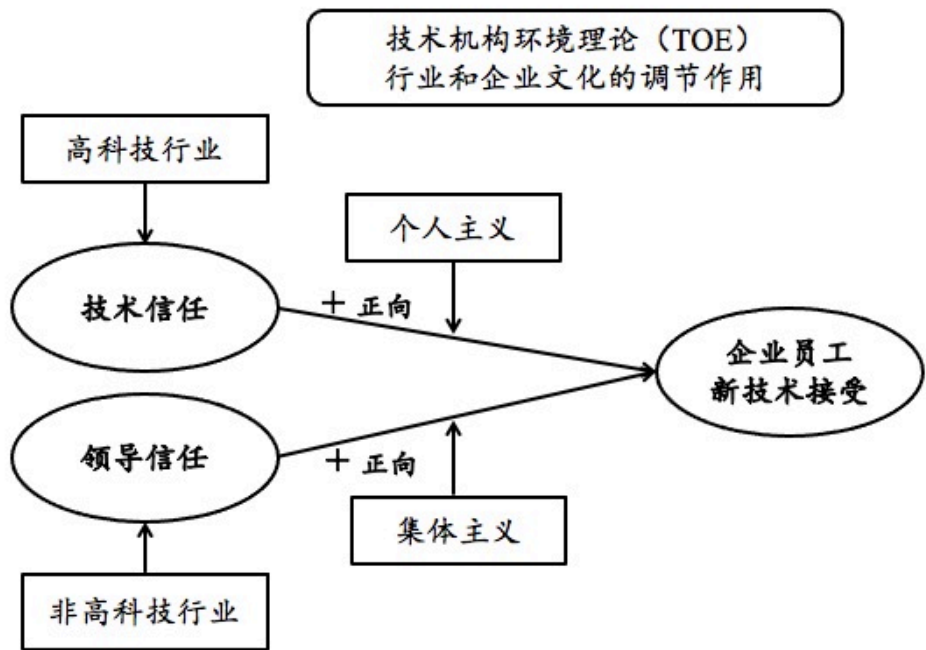 技术机构环境理论（TOE）
行业和企业文化的调节作用
高科技行业
个人主义
技术信任
＋ 正向
企业员工
新技术接受
领导信任
＋ 正向
集体主义
非高科技行业